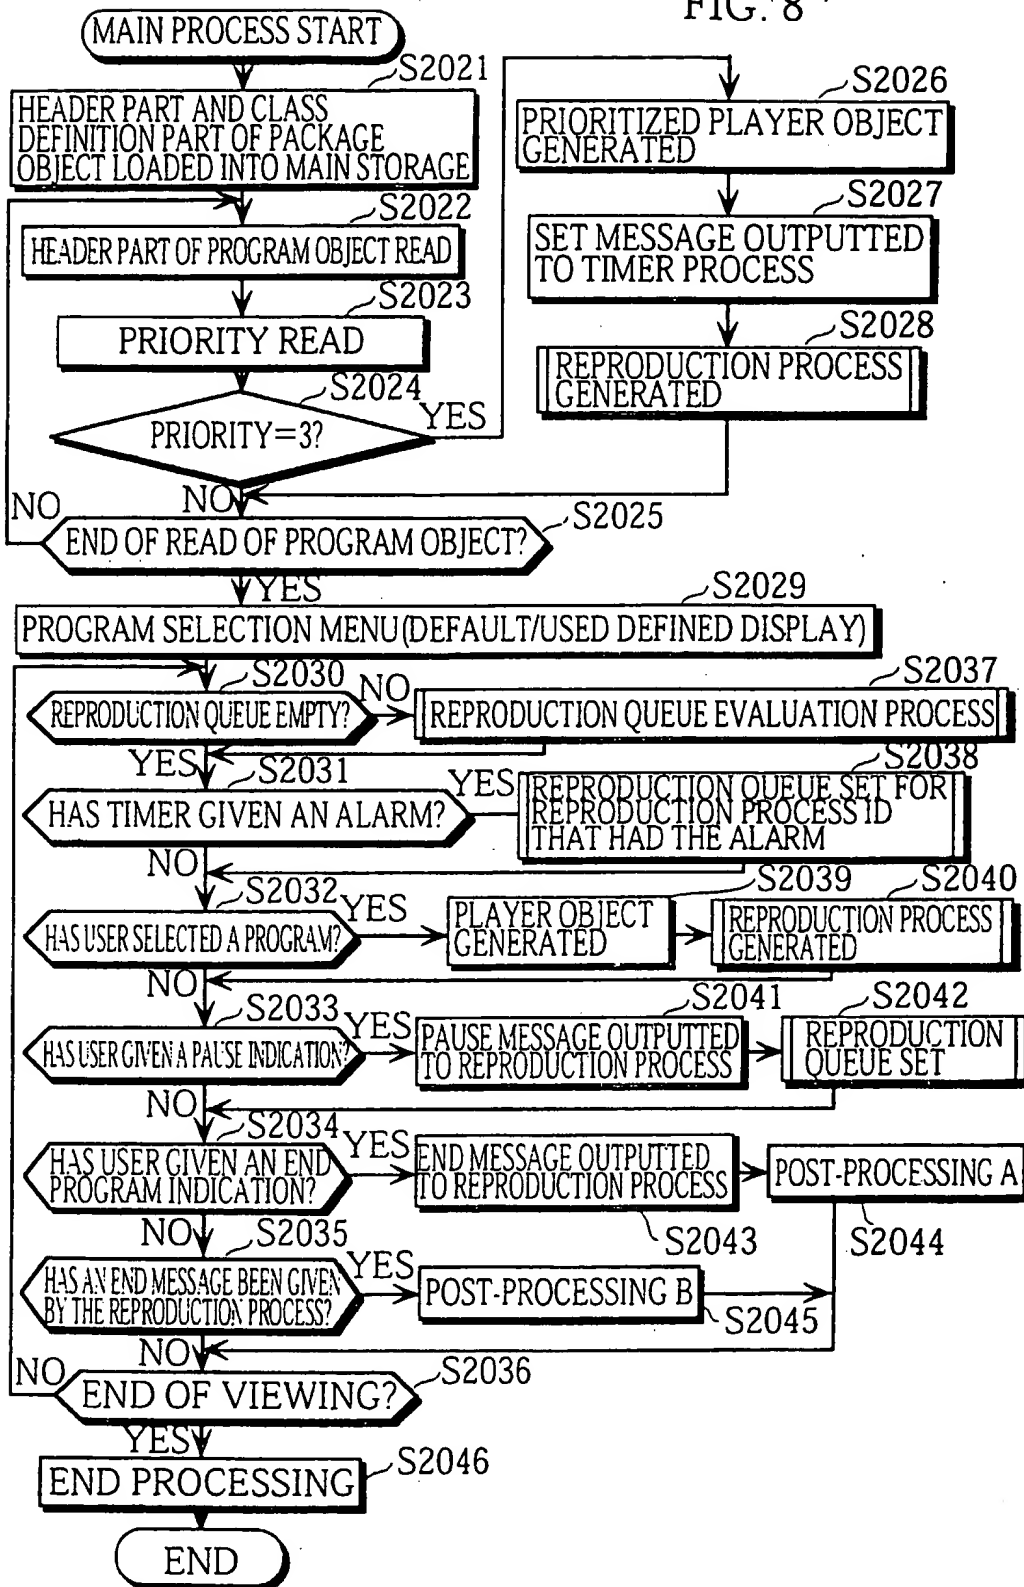 FIG. 8
MAIN PROCESS START
S2021
HEADER PART AND CLASS
DEFINITION PART OF PACKAGE
OBJECT LOADED INTO MAIN STORAGE
S2022
HEADER PART OF PROGRAM OBJECT READ
S2023
PRIORITY READ
S2024
PRIORITY=3?
YES
NO
S2026
PRIORITIZED PLAYER OBJECT
GENERATED
S2027
SET MESSAGE OUTPUTTED
TO TIMER PROCESS
S2028
REPRODUCTION PROCESS
GENERATED
NO
S2025
END OF READ OF PROGRAM OBJECT?
YES
S2029
PROGRAM SELECTION MENU(DEFAULT/USED DEFINED DISPLAY)
S2030
REPRODUCTION QUEUE EMPTY?
NO
S2037
REPRODUCTION QUEUE EVALUATION PROCESS
YES
S2031
HAS TIMER GIVEN AN ALARM?
YES
S2038
REPRODUCTION QUEUE SET FOR
REPRODUCTION PROCESS ID
THAT HAD THE ALARM
NO
S2032
HAS USER SELECTED A PROGRAM?
YES
S2039
PLAYER OBJECT
GENERATED
S2040
REPRODUCTION PROCESS
GENERATED
NO
S2033
HAS USER GIVEN A PAUSE INDICATION?
YES
S2041
PAUSE MESSAGE OUTPUTTED
TO REPRODUCTION PROCESS
S2042
REPRODUCTION
QUEUE SET
NO
S2034
HAS USER GIVEN AN END
PROGRAM INDICATION?
YES
END MESSAGE OUTPUTTED
TO REPRODUCTION PROCESS
S2043
POST-PROCESSING A
S2044
NO
S2035
HAS AN END MESSAGE BEEN GIVEN
BY THE REPRODUCTION PROCESS?
YES
POST-PROCESSING B
S2045
NO
S2036
END OF VIEWING?
NO
YES
S2046
END PROCESSING
END